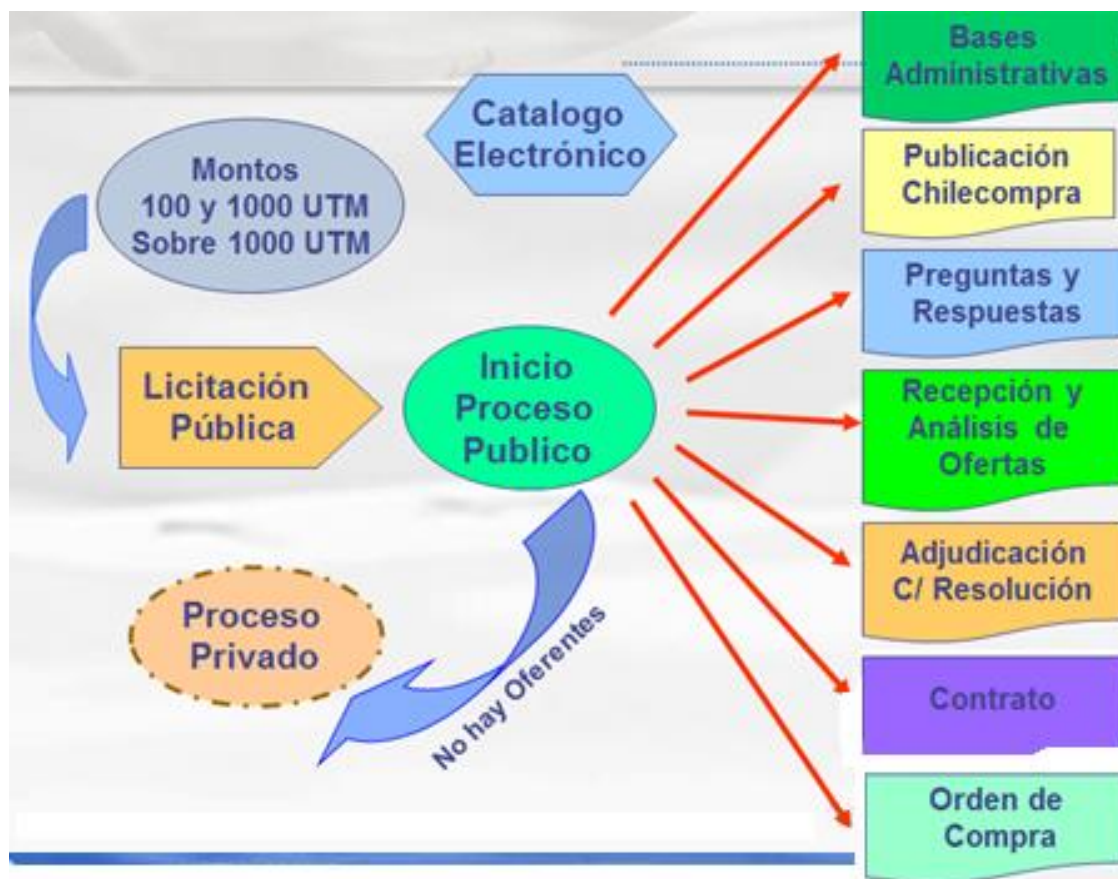 Catalogo
Electrónico
Montos
100 y 1000 UTM
Sobre 1000 UTM
Licitación
Pública
Inicio
Proceso
Publico
Proceso
Privado
No hay Oferentes
Bases
Administrativas
Publicación
Chilecompra
Preguntas y
Respuestas
Recepción y
Análisis de
Ofertas
Adjudicación
C/ Resolución
Contrato
Orden de
Compra